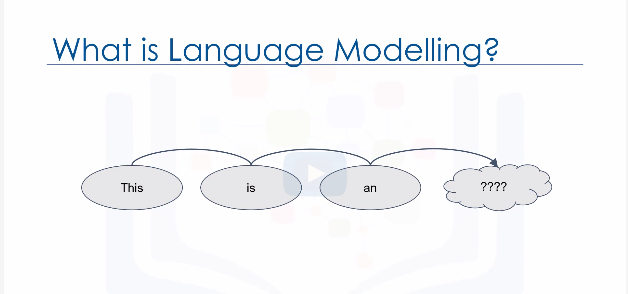 What is Language Modelling?
This is an ????